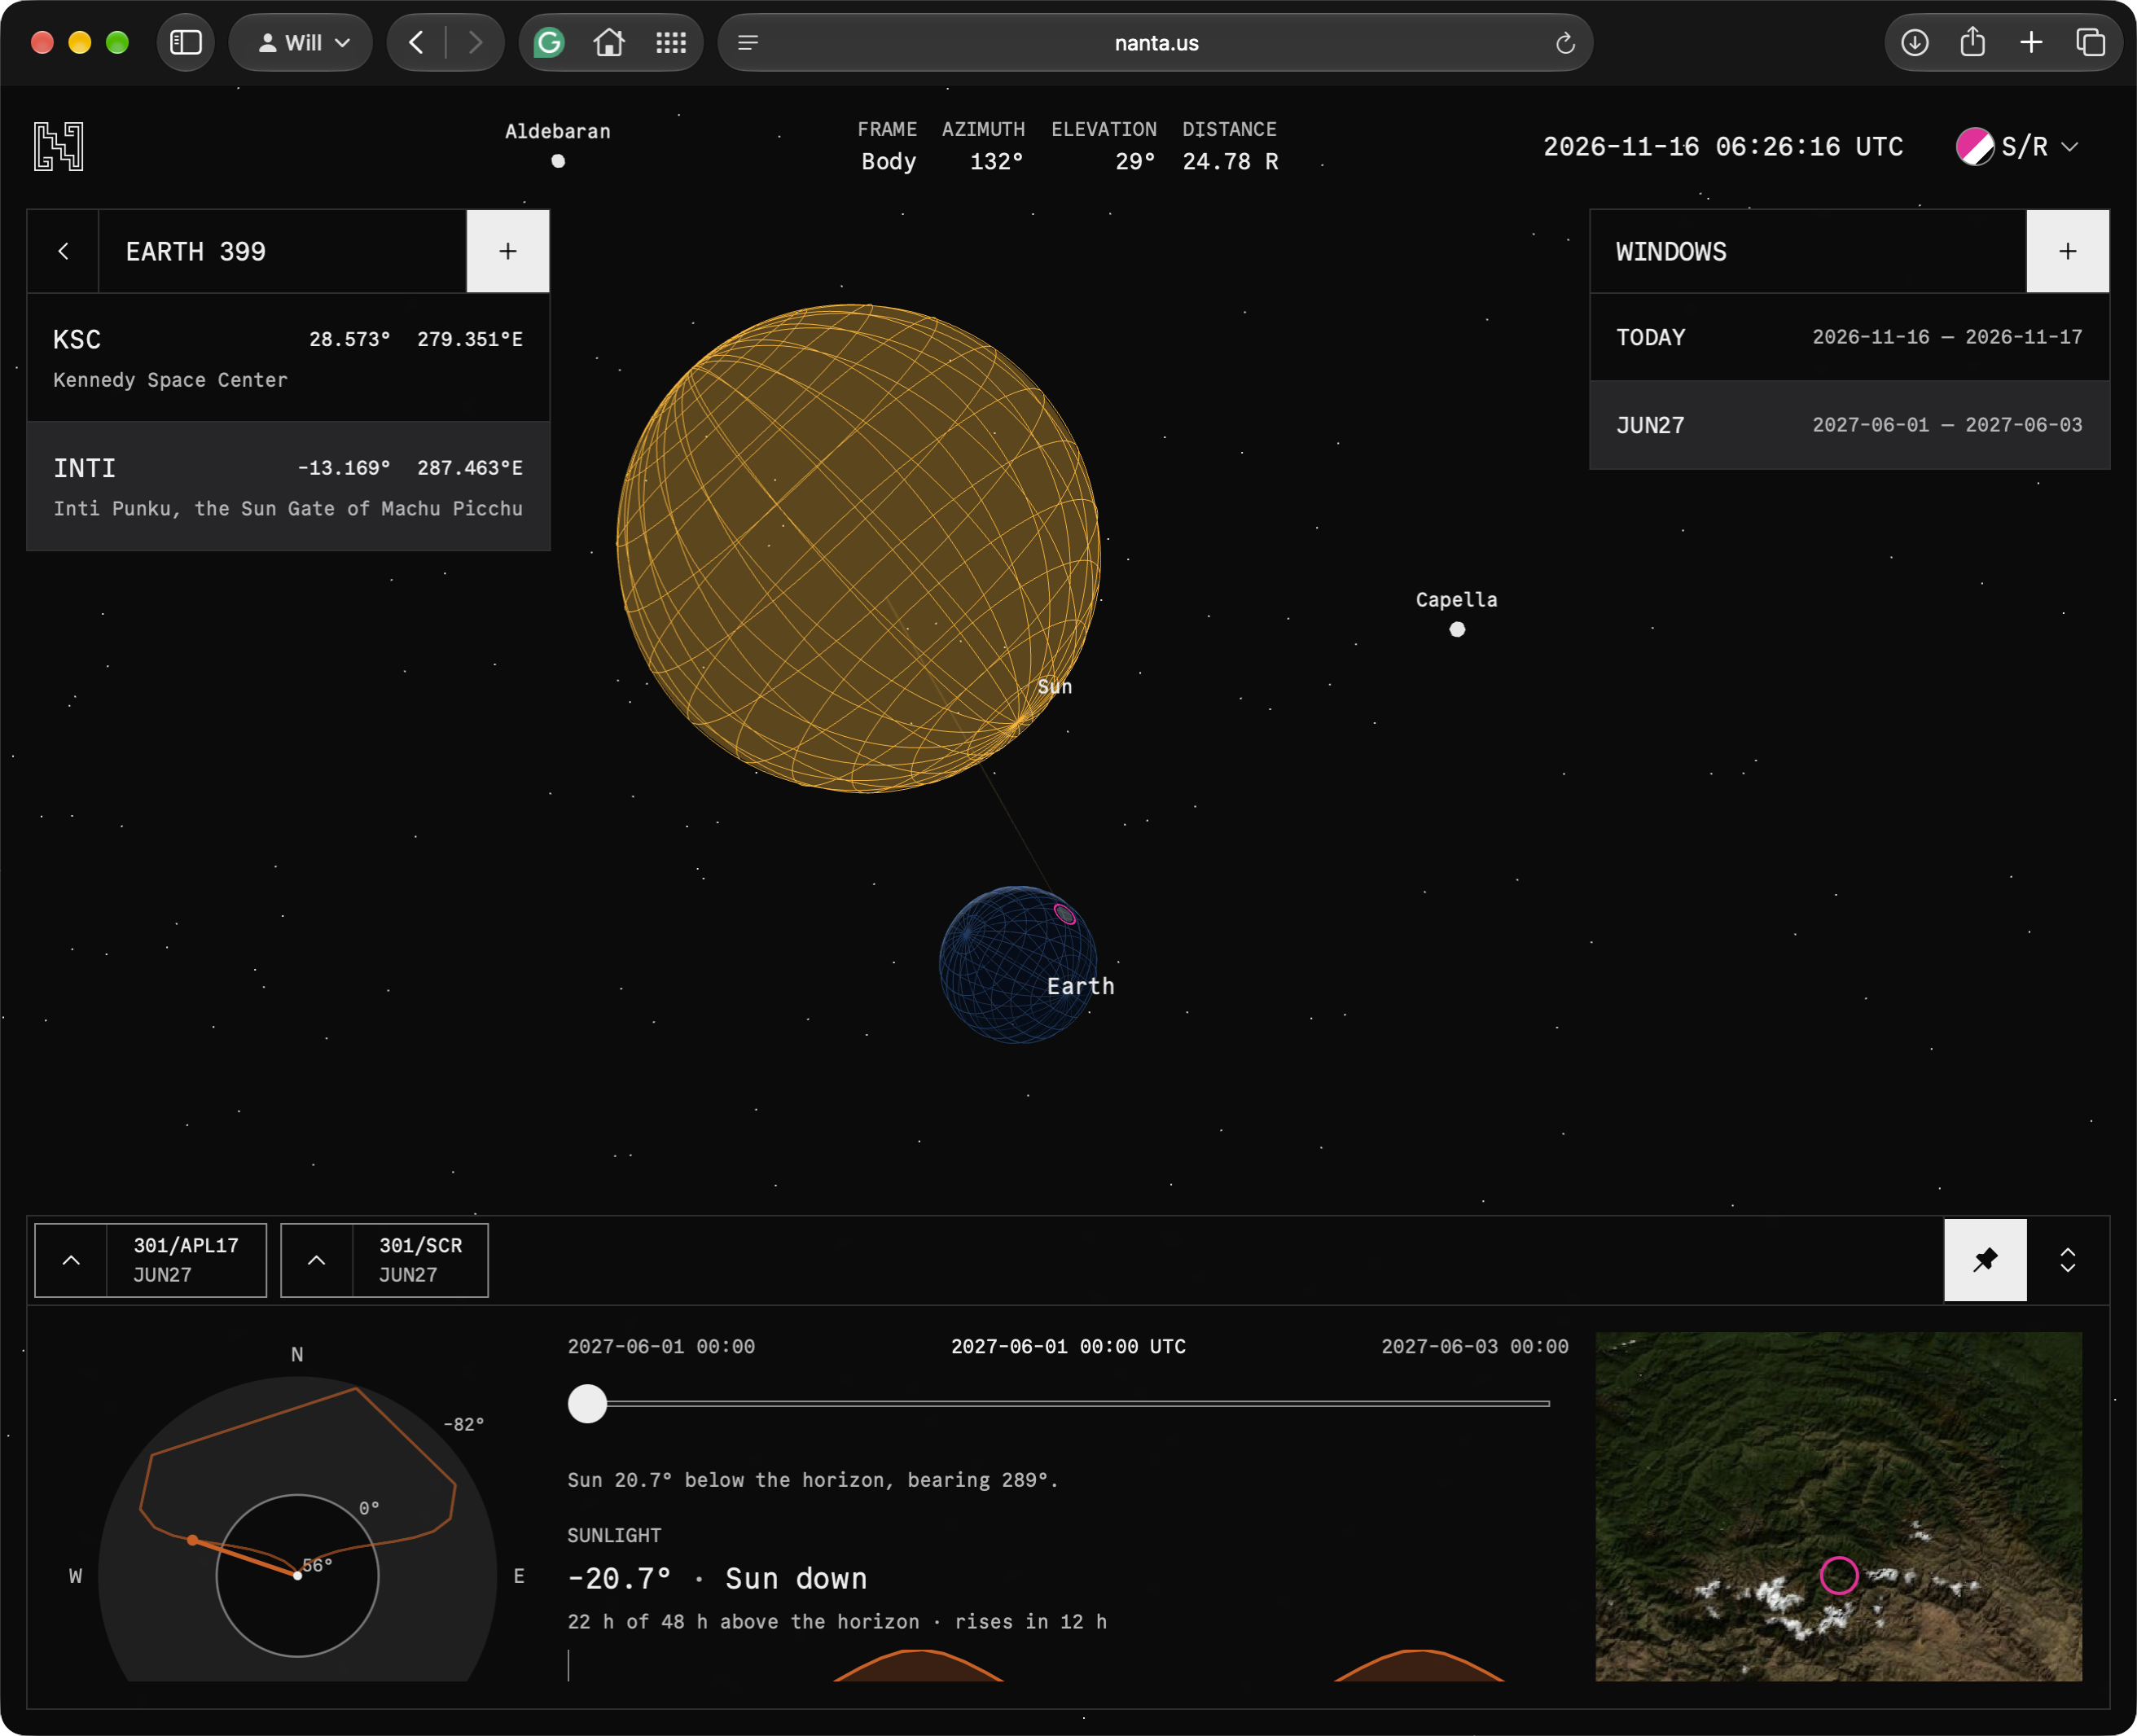 Will
nanta.us
Aldebaran
FRAME AZIMUTH ELEVATION DISTANCE
Body 132° 29° 24.78 R
2026-11-16 06:26:16 UTC
S/R
EARTH 399
+
KSC 28.573° 279.351°E
Kennedy Space Center
INTI -13.169° 287.463°E
Inti Punku, the Sun Gate of Machu Picchu
WINDOWS
+
TODAY 2026-11-16 — 2026-11-17
JUN27 2027-06-01 — 2027-06-03
Capella
Sun
Earth
301/APL17
JUN27
301/SCR
JUN27
N
-82°
0°
56°
W
E
2027-06-01 00:00
2027-06-01 00:00 UTC
2027-06-03 00:00
Sun 20.7° below the horizon, bearing 289°.
SUNLIGHT
-20.7° · Sun down
22 h of 48 h above the horizon · rises in 12 h